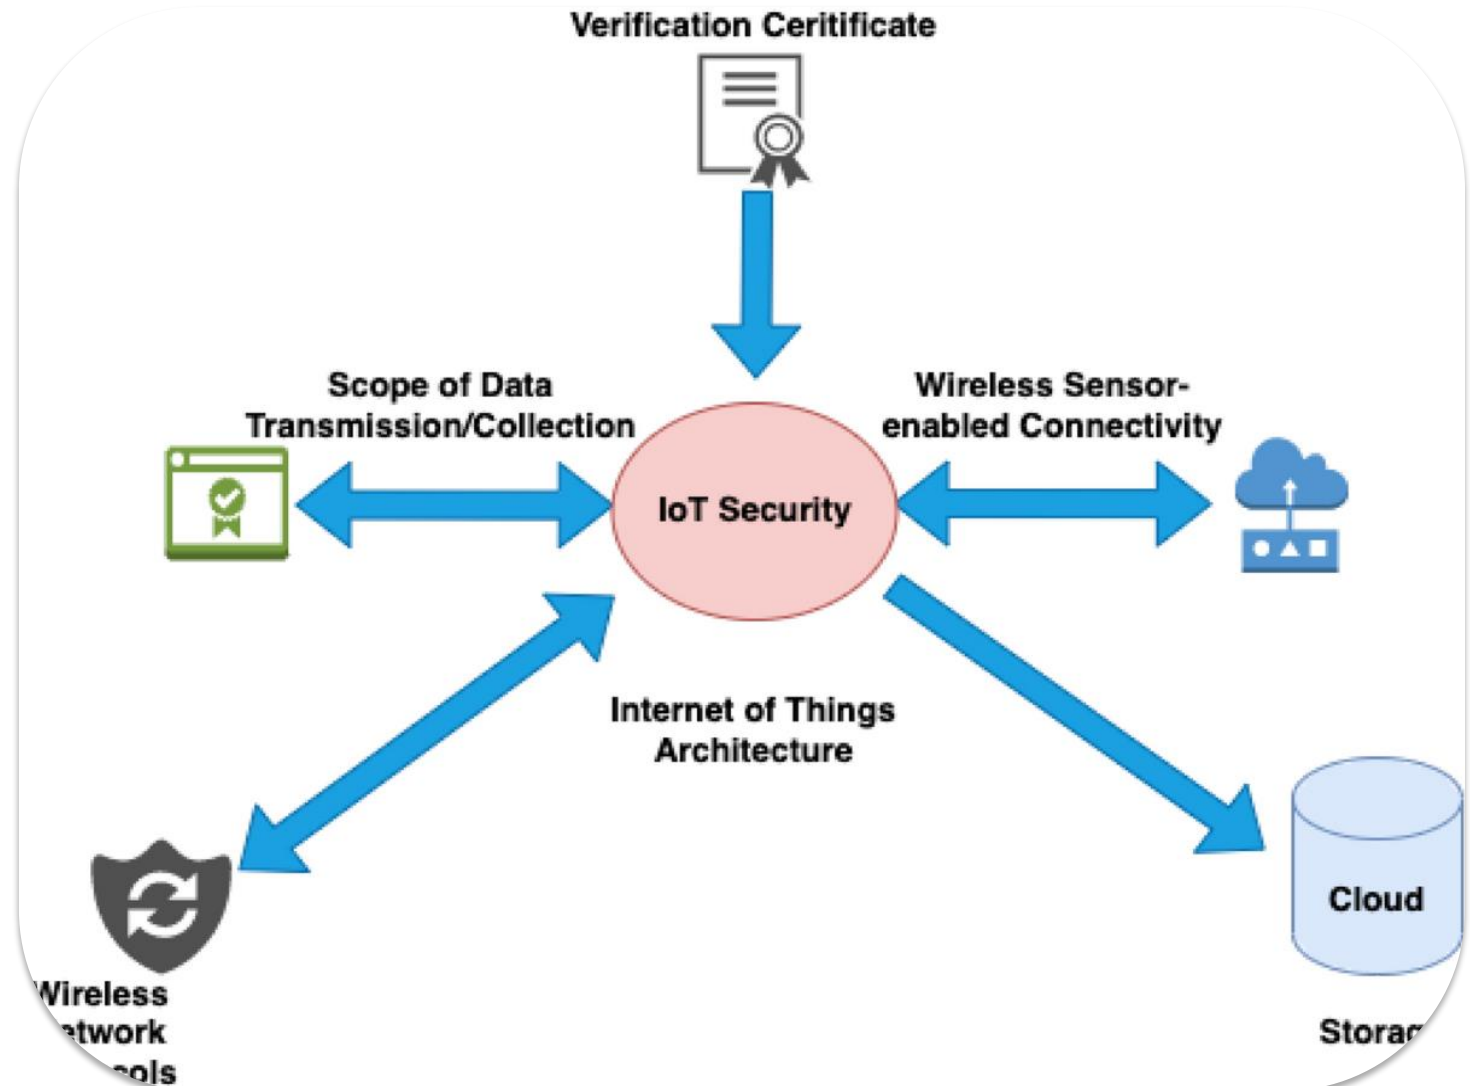 Verification Ceritificate
Scope of Data
Transmission/Collection
Wireless Sensor-
enabled Connectivity
IoT Security
Internet of Things
Architecture
Cloud
Wireless